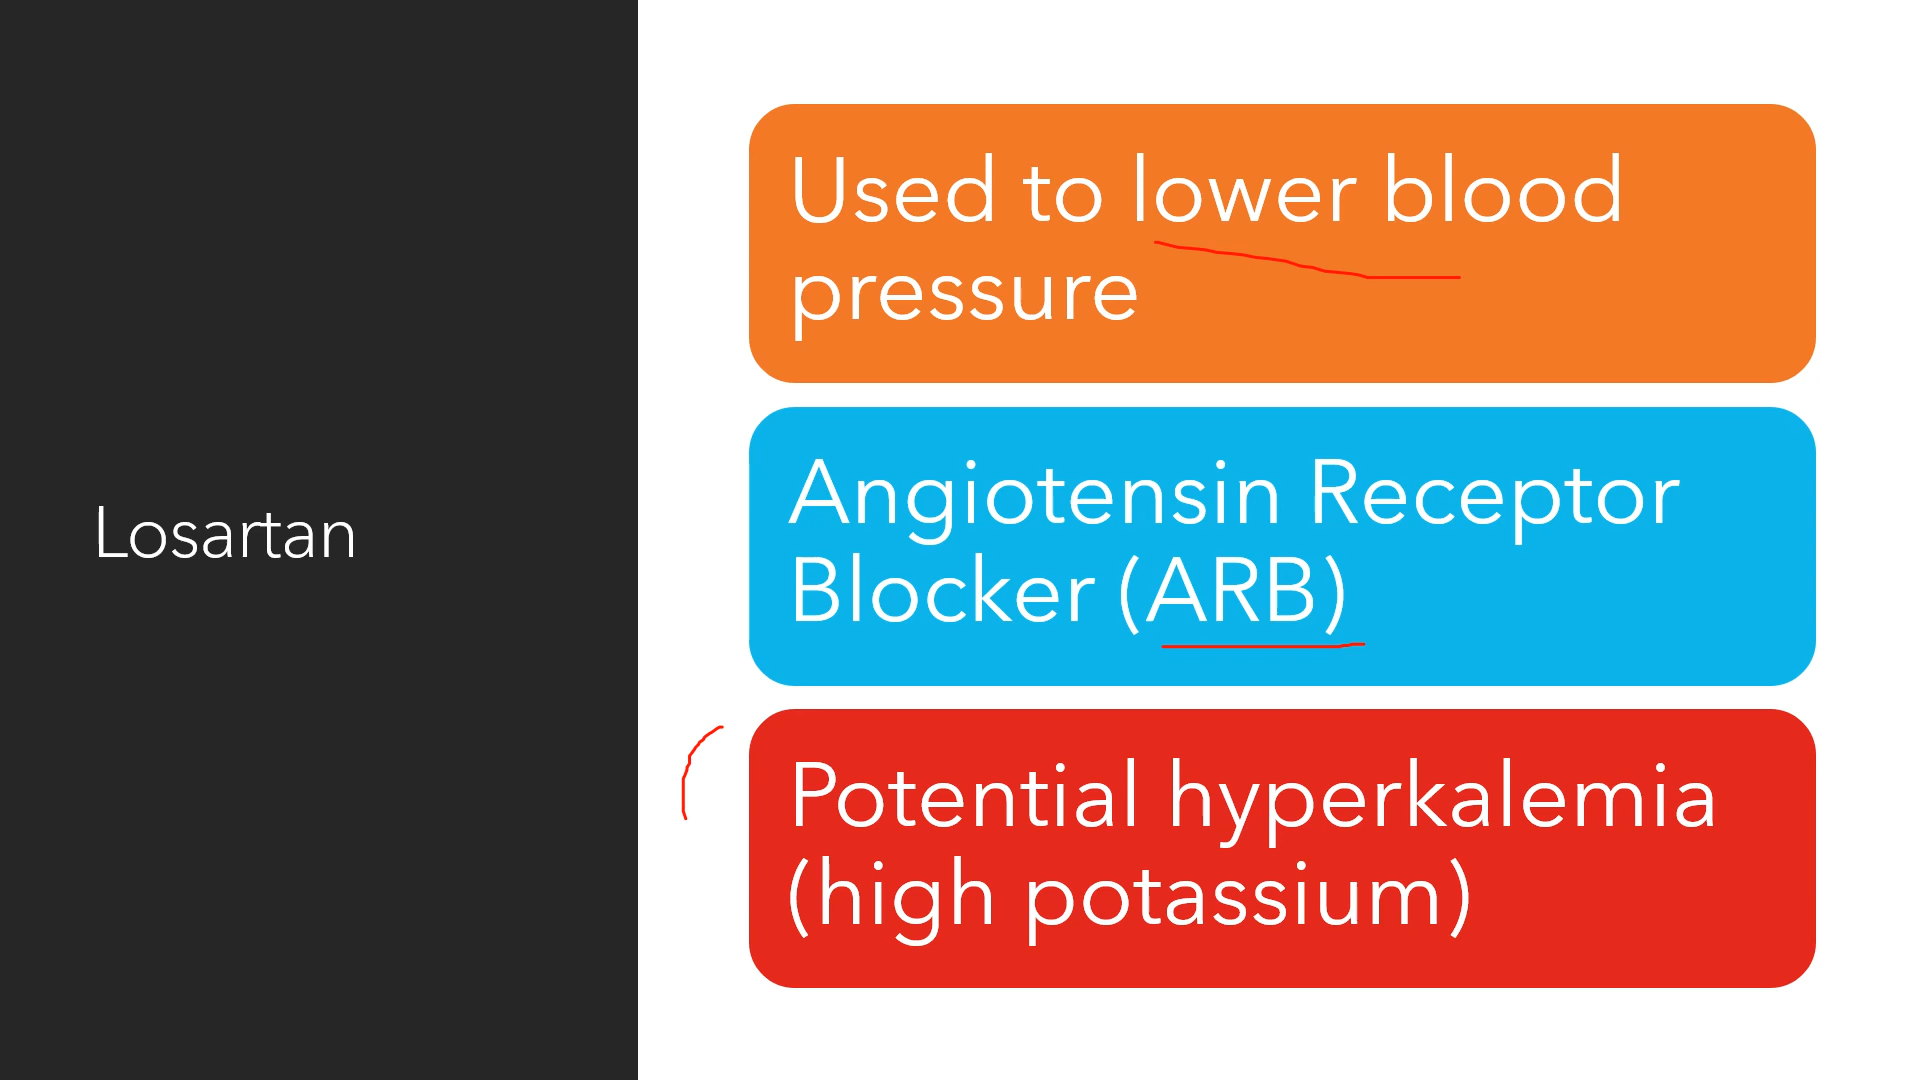 Losartan
Used to lower blood
pressure
Angiotensin Receptor
Blocker (ARB)
Potential hyperkalemia
(high potassium)